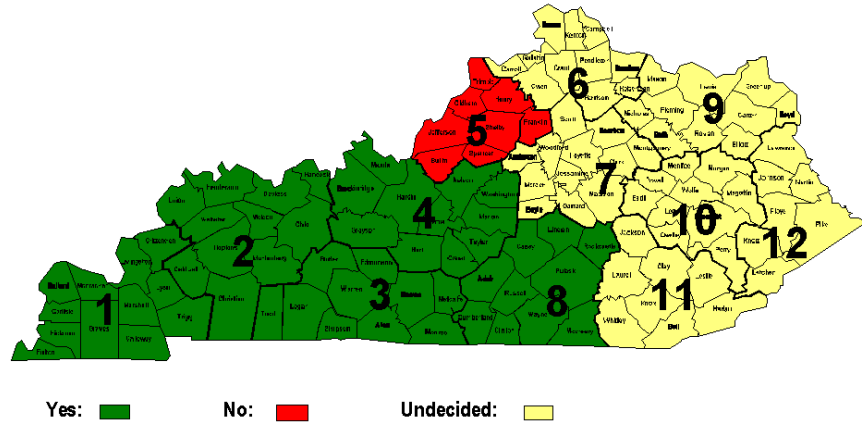 Kenton
Campbell
Gallatin
Carroll
Grant
Pendleton
Owen
6
Harrison
Mason
Lewis
Greenup
9
Fleming
Carter
Boyd
Nicholas
Rowan
Bath
Elliott
Henry
Oldham
5
Jefferson
Shelby
Franklin
Spencer
Bullitt
Scott
Bourbon
Woodford
Fayette
Clark
Montgomery
Anderson
Jessamine
7
Mercer
Madison
Garrard
Boyle
Menifee
Morgan
Lawrence
Johnson
Martin
Powell
Wolfe
Magoffin
Estill
Lee
10
Floyd
Pike
12
Owsley
Perry
Knott
Letcher
Jackson
Laurel
Clay
Leslie
11
Knox
Harlan
Whitley
Bell
Meade
Hancock
Nelson
Washington
Hardin
4
Marion
Grayson
Hart
Green
Taylor
Henderson
Daviess
Webster
McLean
Ohio
2
Hopkins
Muhlenberg
Crittenden
Livingston
Caldwell
Christian
Todd
Logan
Lyon
Trigg
Ballard
McCracken
Marshall
1
Carlisle
Graves
Hickman
Calloway
Fulton
Butler
Edmonson
Warren
3
Barren
Metcalfe
Simpson
Allen
Monroe
Lincoln
Casey
Rockcastle
Pulaski
Adair
Russell
8
Wayne
Cumberland
Clinton
McCreary
Yes:
No:
Undecided: